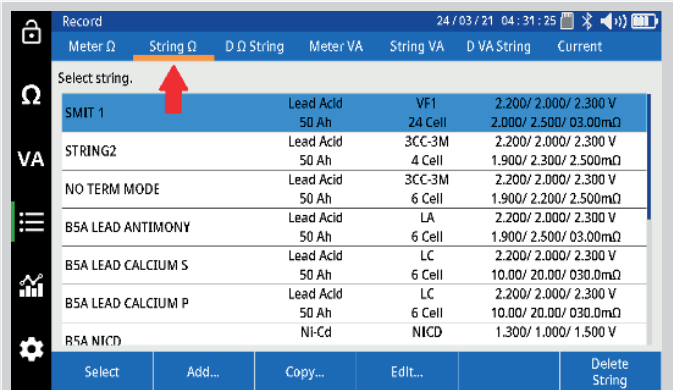 Record 24/03/21 04:31:25
Meter Ω String Ω D Ω String Meter VA String VA D VA String Current
Select string.
Ω
VA
SMIT 1 Lead Acid VF1 2.200/ 2.000/ 2.300 V
50 Ah 24 Cell 2.000/ 2.500/ 03.00mΩ
STRING2 Lead Acid 3CC-3M 2.200/ 2.000/ 2.300 V
50 Ah 4 Cell 1.900/ 2.300/ 2.500mΩ
NO TERM MODE Lead Acid 3CC-3M 2.200/ 2.000/ 2.300 V
50 Ah 6 Cell 1.900/ 2.200/ 2.500mΩ
B5A LEAD ANTIMONY Lead Acid LA 2.200/ 2.000/ 2.300 V
50 Ah 6 Cell 1.900/ 2.500/ 03.00mΩ
B5A LEAD CALCIUM S Lead Acid LC 2.200/ 2.000/ 2.300 V
50 Ah 6 Cell 10.00/ 20.00/ 030.0mΩ
B5A LEAD CALCIUM P Lead Acid LC 2.200/ 2.000/ 2.300 V
50 Ah 6 Cell 10.00/ 20.00/ 030.0mΩ
B5A NICD Ni-Cd NICD 1.300/ 1.000/ 1.500 V
Select Add... Copy... Edit... Delete String